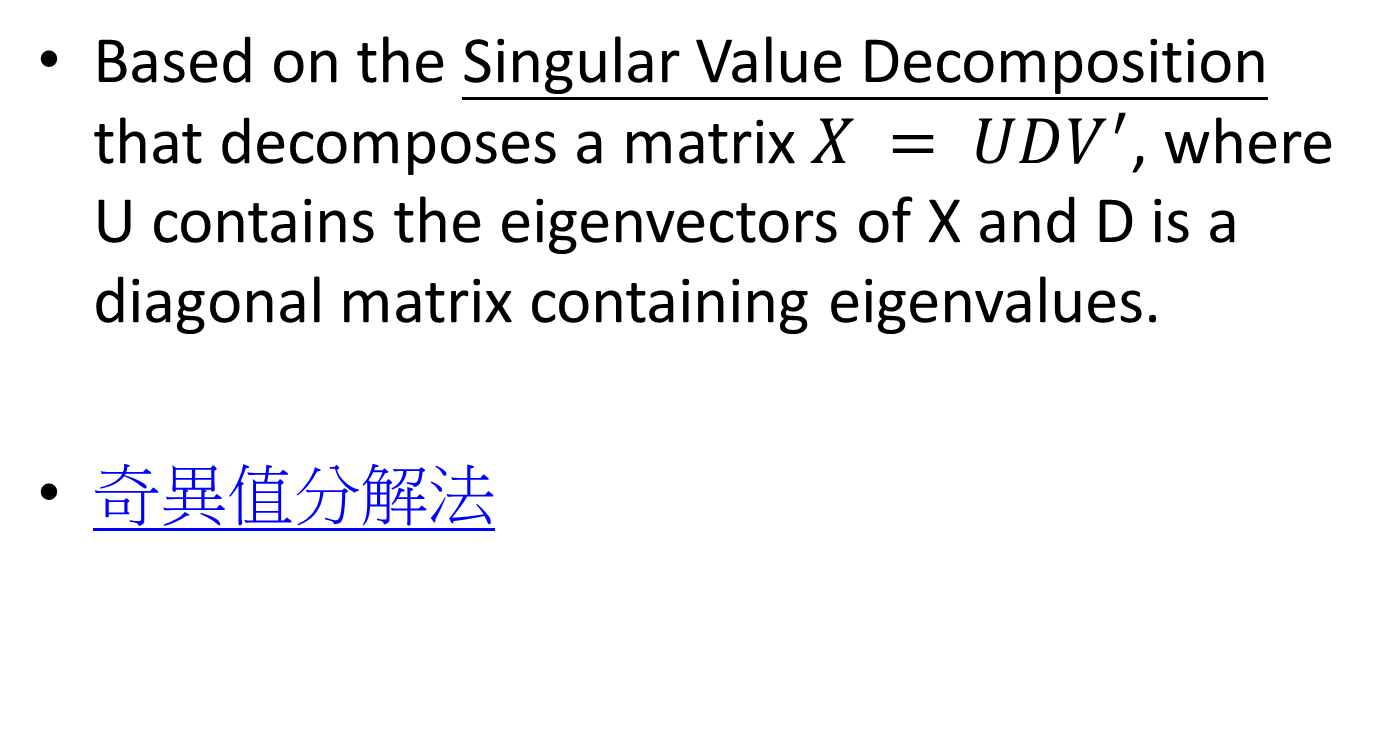 • Based on the Singular Value Decomposition
that decomposes a matrix X = UDV′, where
U contains the eigenvectors of X and D is a
diagonal matrix containing eigenvalues.
• 奇異值分解法